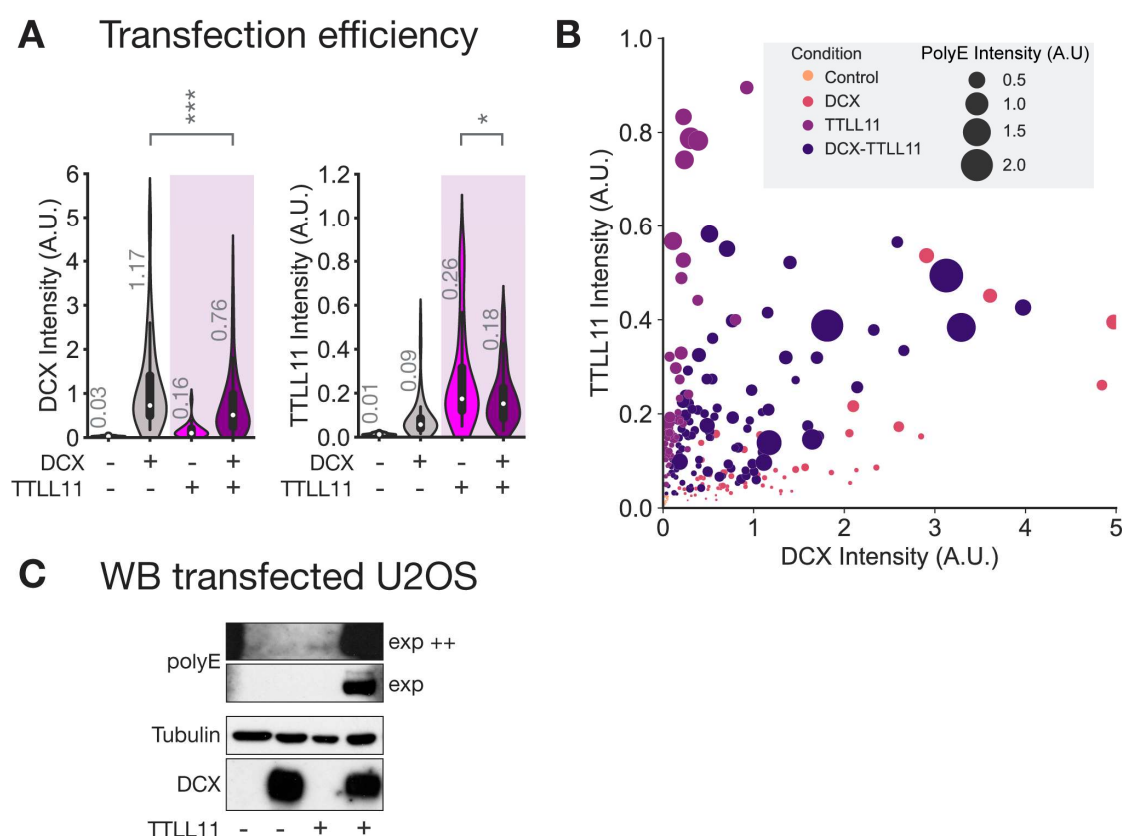 A Transfection efficiency
***
DCX Intensity (A.U.)
6
5
4
3
2
1
0
0.03
1.17
0.16
0.76
DCX - + - +
TTLL11 - - + +
*
TTLL11 Intensity (A.U.)
1.2
1.0
0.8
0.6
0.4
0.2
0.0
0.01
0.09
0.26
0.18
DCX - + - +
TTLL11 - - + +
B
TTLL11 Intensity (A.U.)
1.0
0.8
0.6
0.4
0.2
0.0
0 1 2 3 4 5
DCX Intensity (A.U.)
Condition
Control
DCX
TTLL11
DCX-TTLL11
PolyE Intensity (A.U)
0.5
1.0
1.5
2.0
C WB transfected U2OS
polyE
exp ++
exp
Tubulin
DCX
TTLL11 - - + +